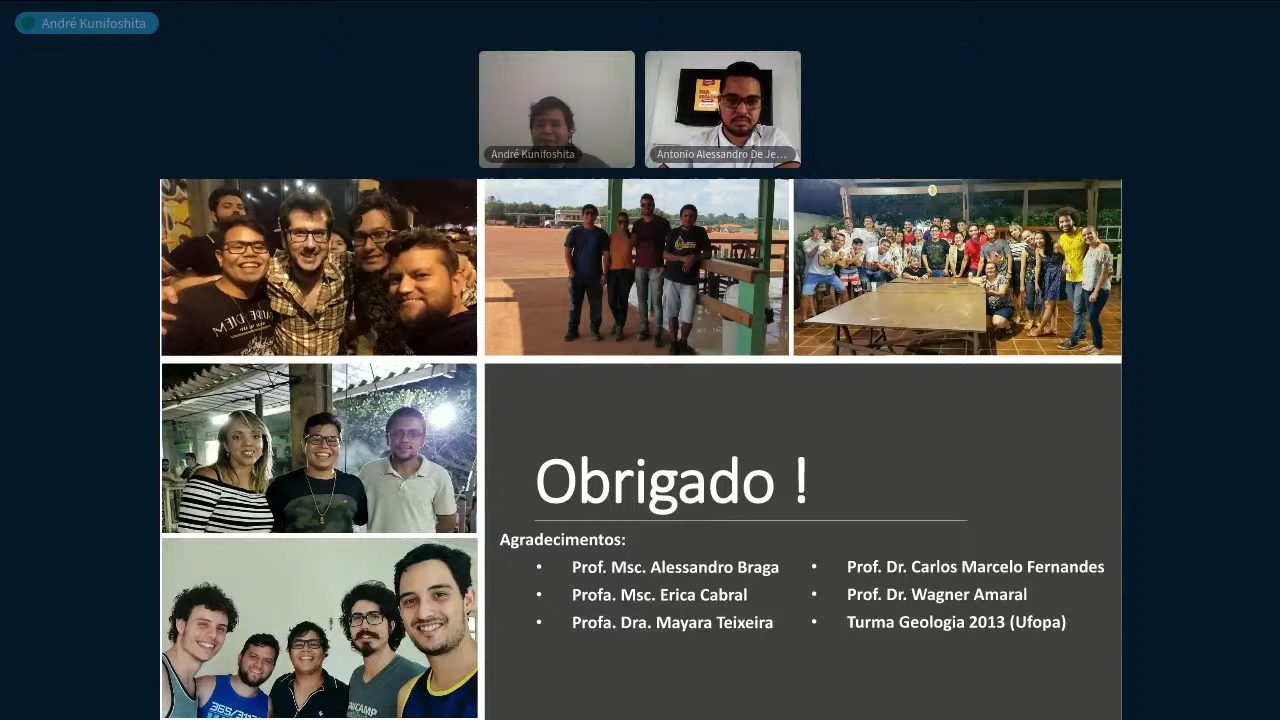 André Kunifoshita
André Kunifoshita
Antonio Alessandro De Je...
Obrigado !
Agradecimentos:
• Prof. Msc. Alessandro Braga
• Profa. Msc. Erica Cabral
• Profa. Dra. Mayara Teixeira
• Prof. Dr. Carlos Marcelo Fernandes
• Prof. Dr. Wagner Amaral
• Turma Geologia 2013 (Ufopa)